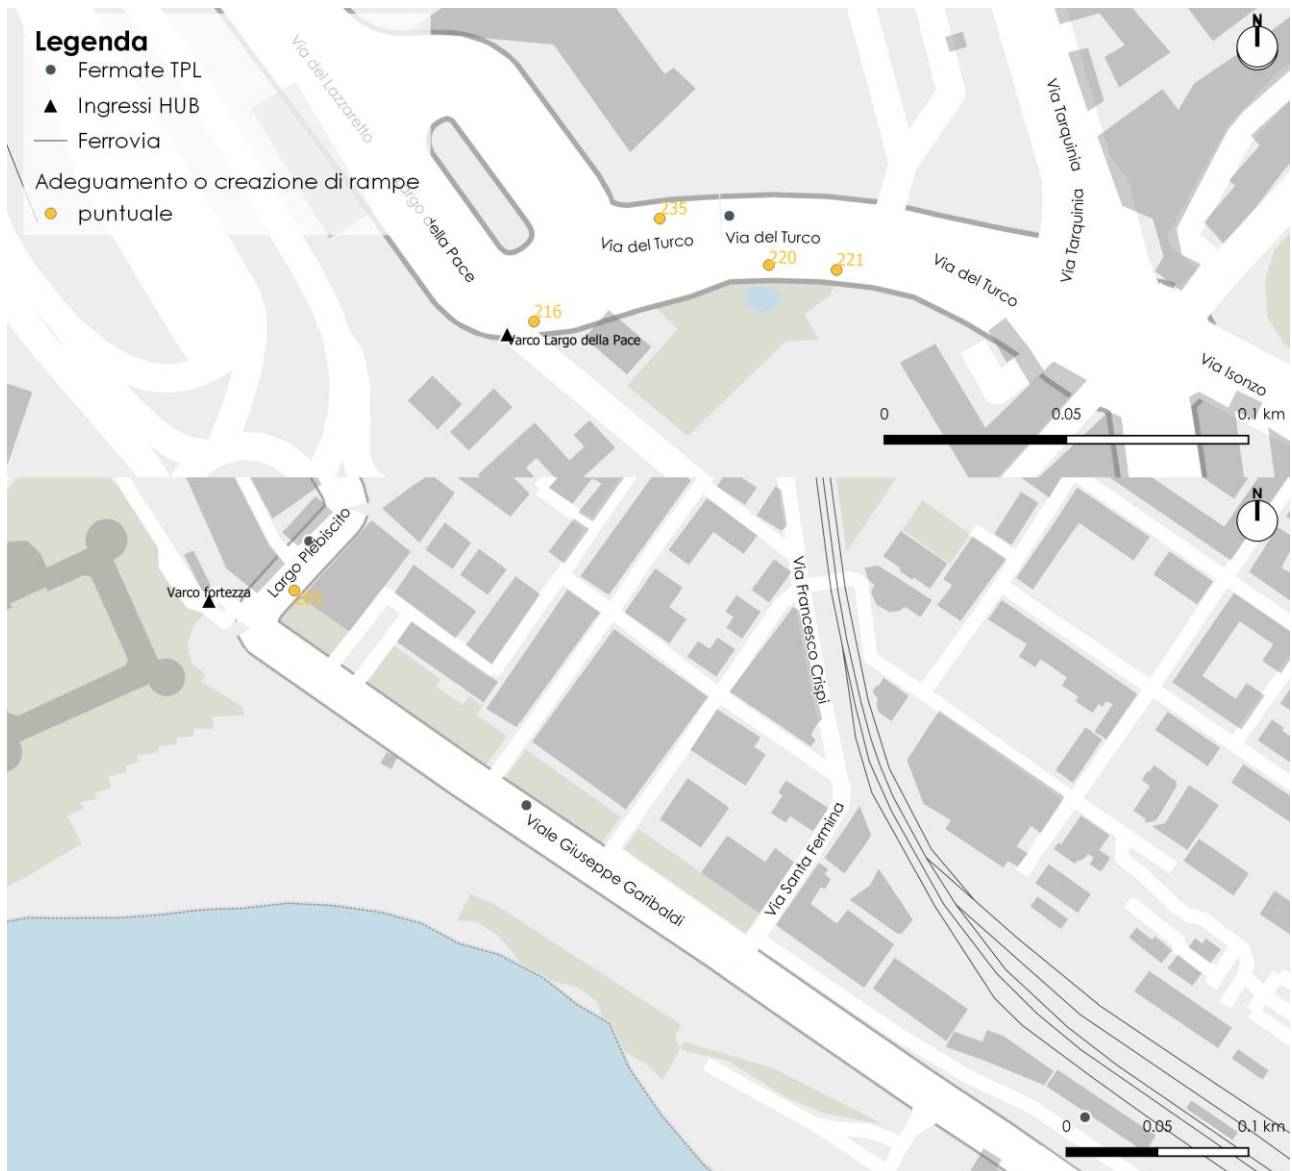 Legenda
Fermate TPL
Ingressi HUB
Ferrovia
Adeguamento o creazione di rampe
puntuale
Via del Lazzaretto
Largo della Pace
235
Via del Turco
Via del Turco
220
221
Via del Turco
216
Varco Largo della Pace
Via Tarquinia
Via Tarquinia
Via Isonzo
N
0 0.05 0.1 km
N
Largo Plebiscito
Varco fortezza
Via Francesco Crispi
Viale Giuseppe Garibaldi
Via Santa Fermina
0 0.05 0.1 km